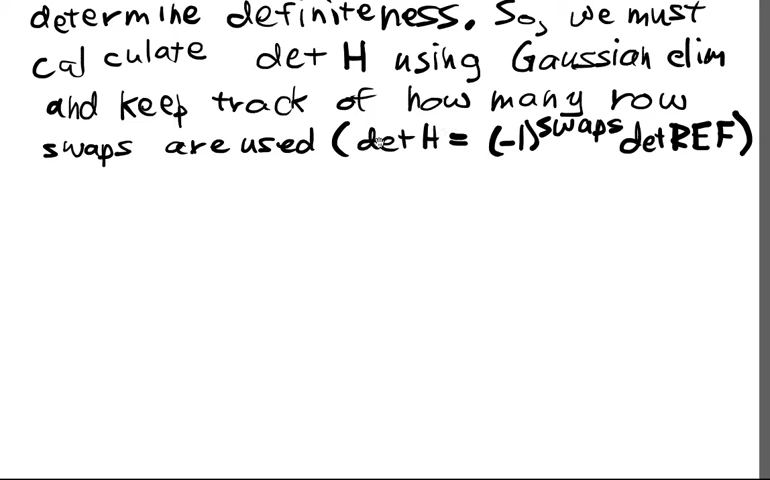 determine definiteness. So, we must
calculate det H using Gaussian elim
and keep track of how many row
swaps are used (det H = (-1)^swaps det REF)